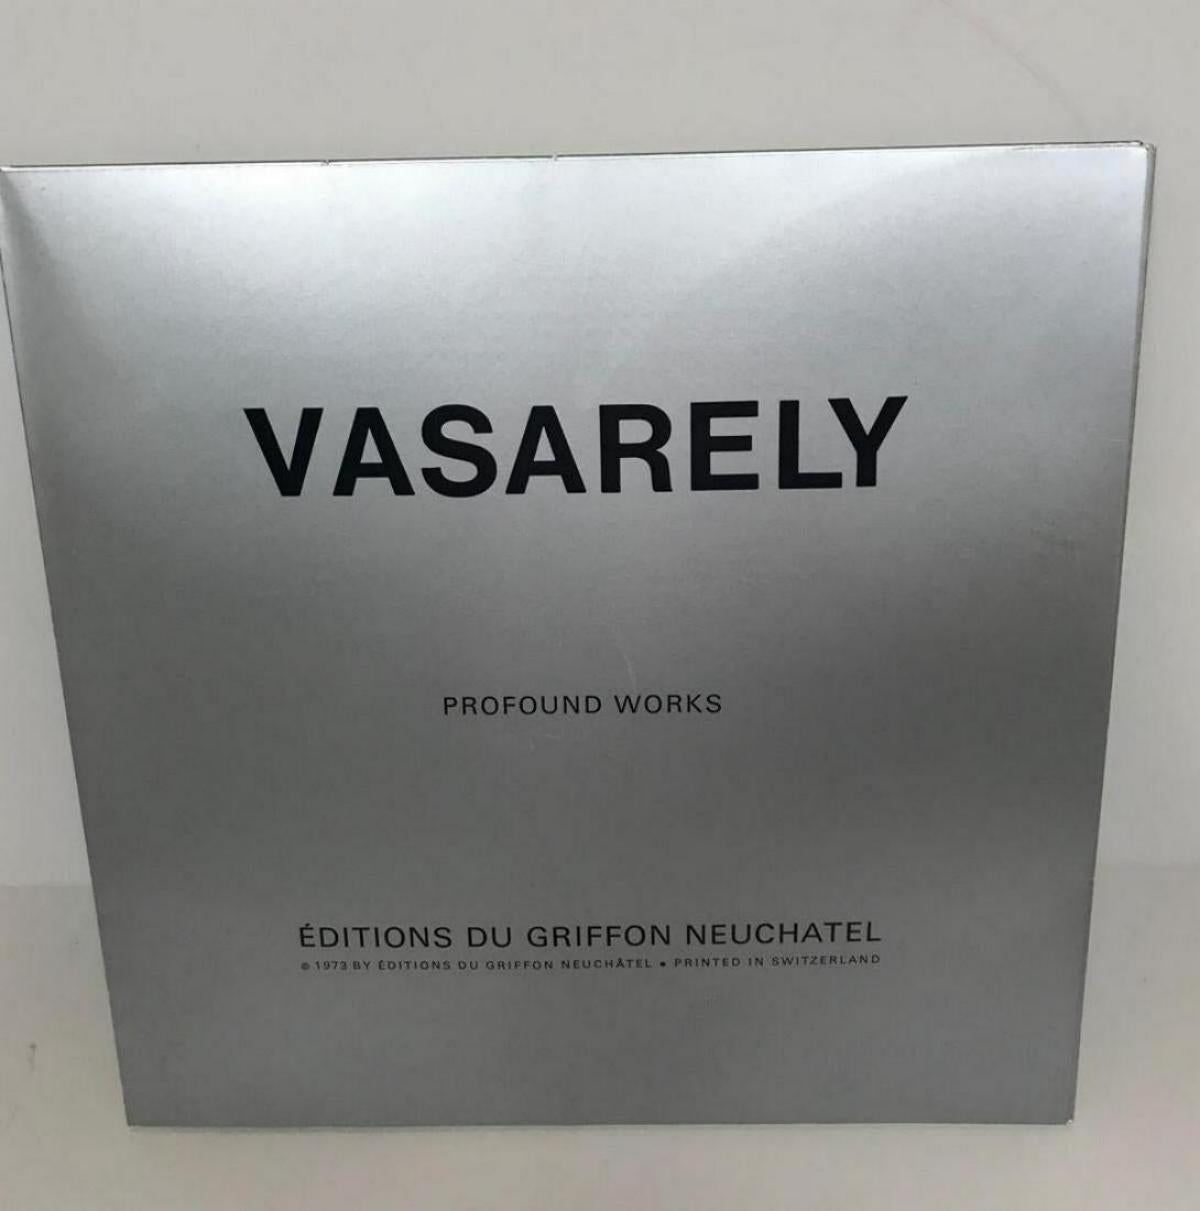 VASARELY
PROFOUND WORKS
ÉDITIONS DU GRIFFON NEUCHATEL
© 1973 BY ÉDITIONS DU GRIFFON NEUCHÂTEL • PRINTED IN SWITZERLAND